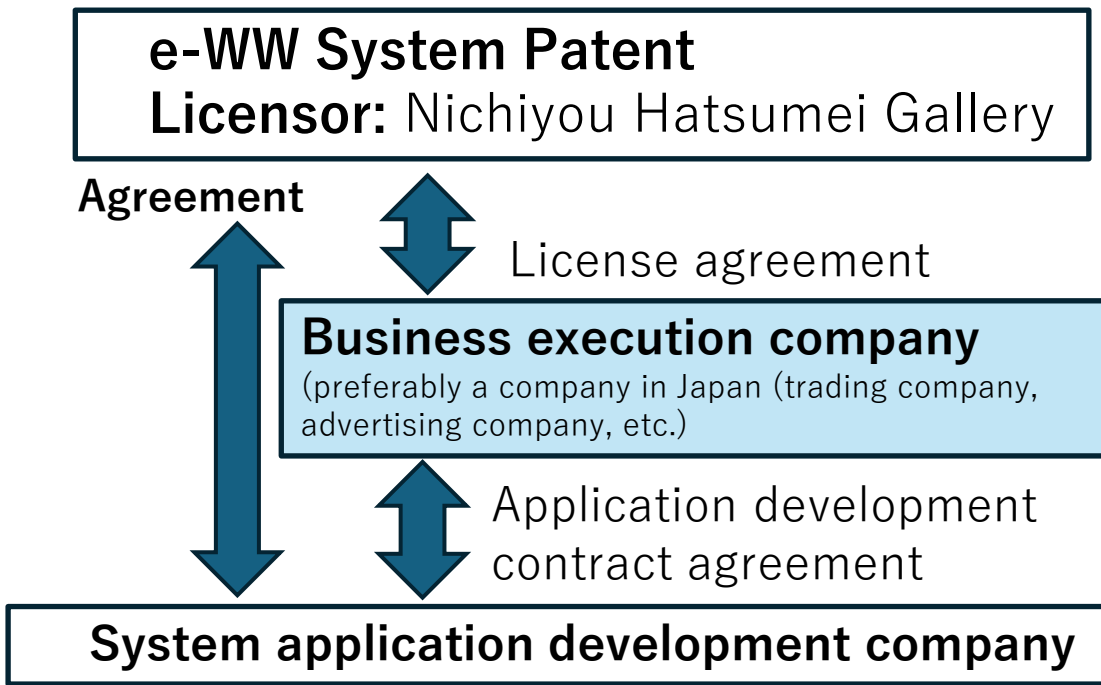 e-WW System Patent
Licensor: Nichiyou Hatsumei Gallery
Agreement
License agreement
Business execution company
(preferably a company in Japan (trading company,
advertising company, etc.)
Application development
contract agreement
System application development company